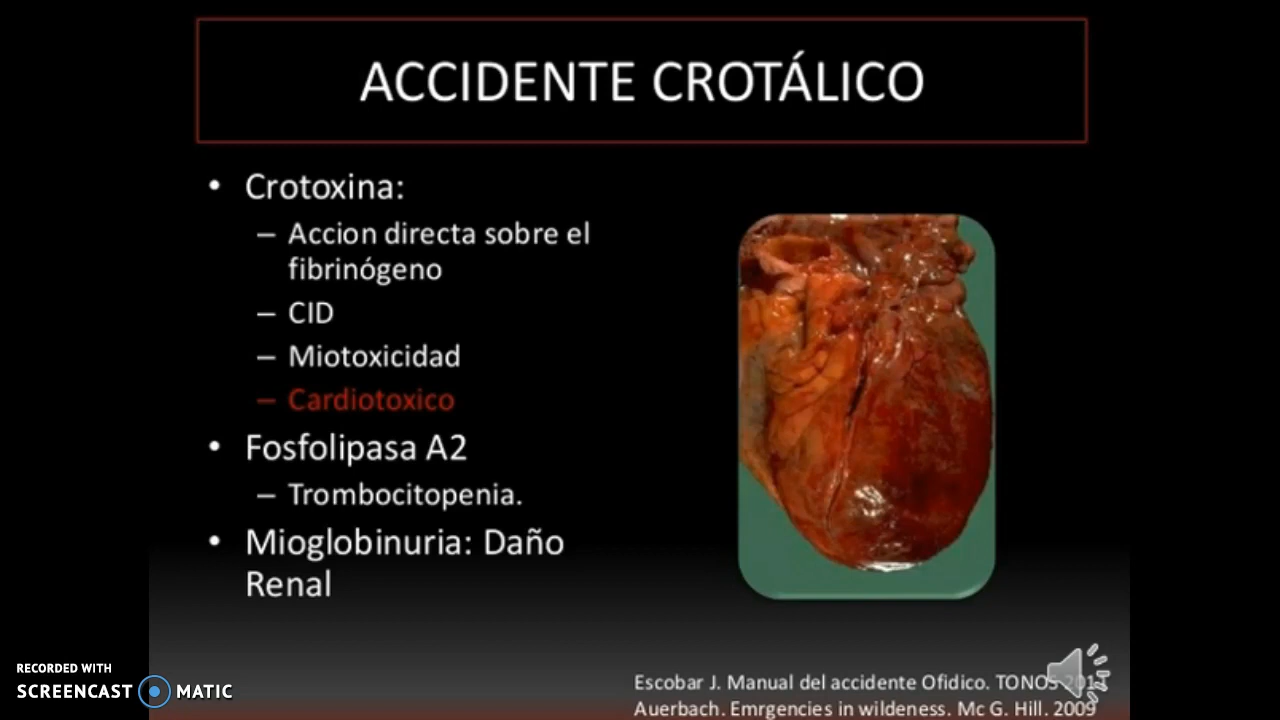 ACCIDENTE CROTÁLICO
• Crotoxina:
– Accion directa sobre el
fibrinógeno
– CID
– Miotoxicidad
– Cardiotoxico
• Fosfolipasa A2
– Trombocitopenia.
• Mioglobinuria: Daño
Renal
Escobar J. Manual del accidente Ofidico. TONOS
Auerbach. Emrgencies in wildeness. Mc G. Hill. 2009
RECORDED WITH
SCREENCAST MATIC